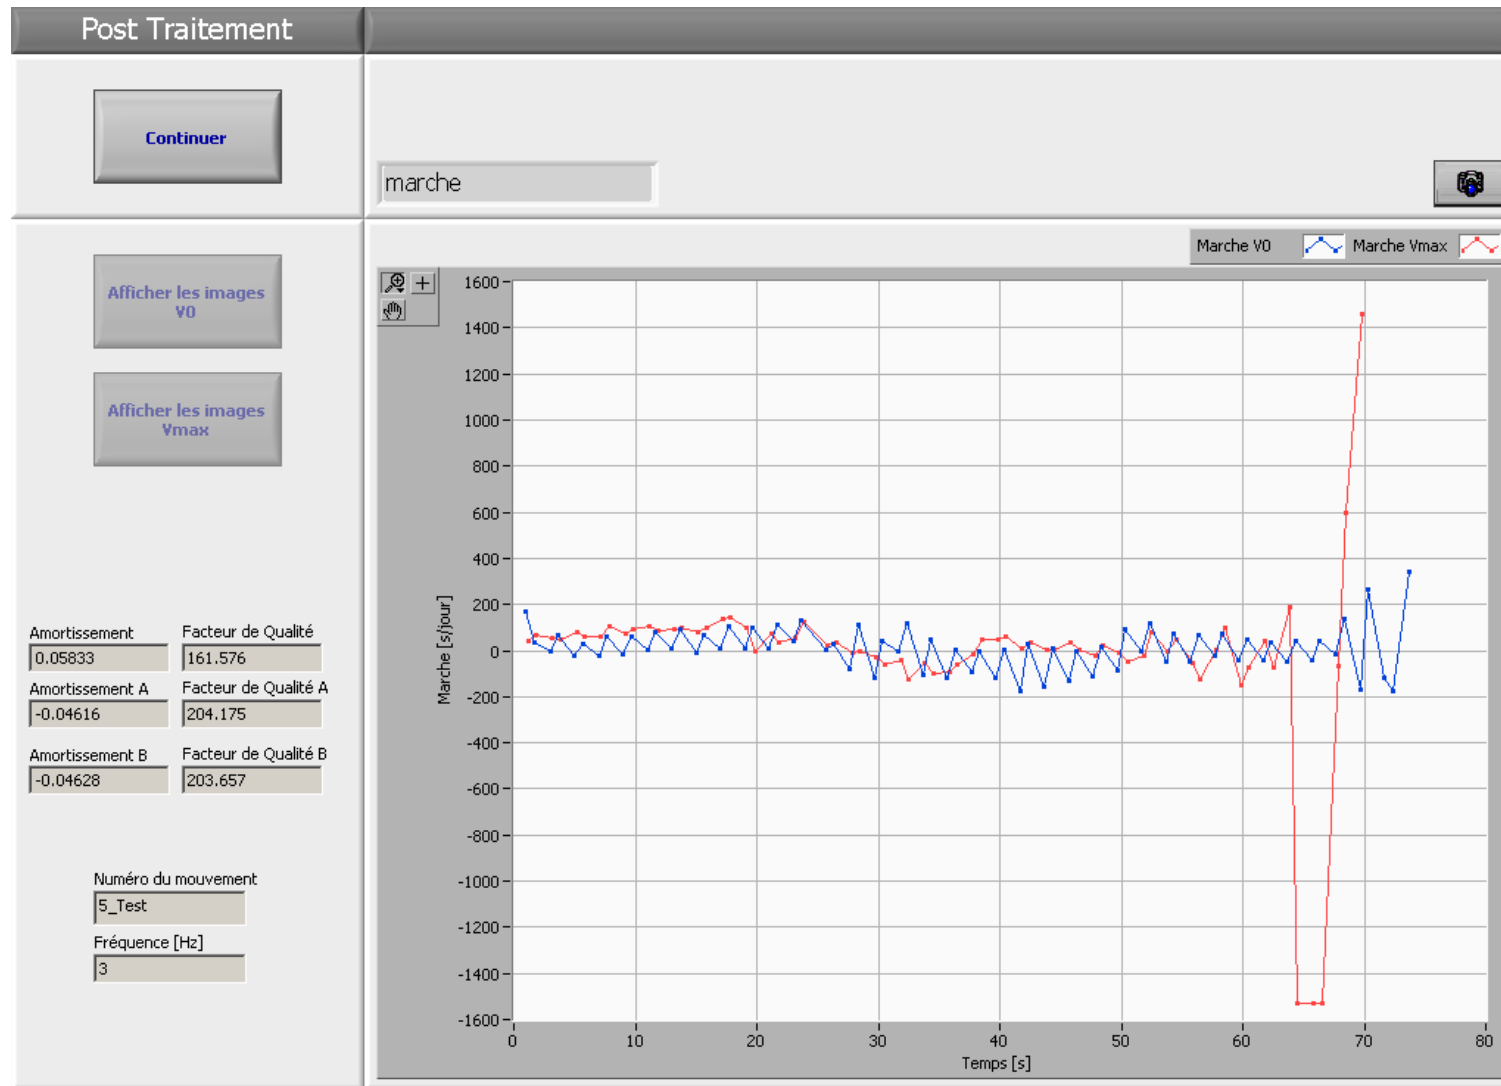 Post Traitement
Continuer
marche
Afficher les images
V0
Afficher les images
Vmax
Amortissement
Facteur de Qualité
0.05833
161.576
Amortissement A
Facteur de Qualité A
-0.04616
204.175
Amortissement B
Facteur de Qualité B
-0.04628
203.657
Numéro du mouvement
5_Test
Fréquence [Hz]
3
Marche V0
Marche Vmax
1600
1400
1200
1000
800
600
400
200
0
-200
-400
-600
-800
-1000
-1200
-1400
-1600
Marche [s/jour]
0
10
20
30
40
50
60
70
80
Temps [s]